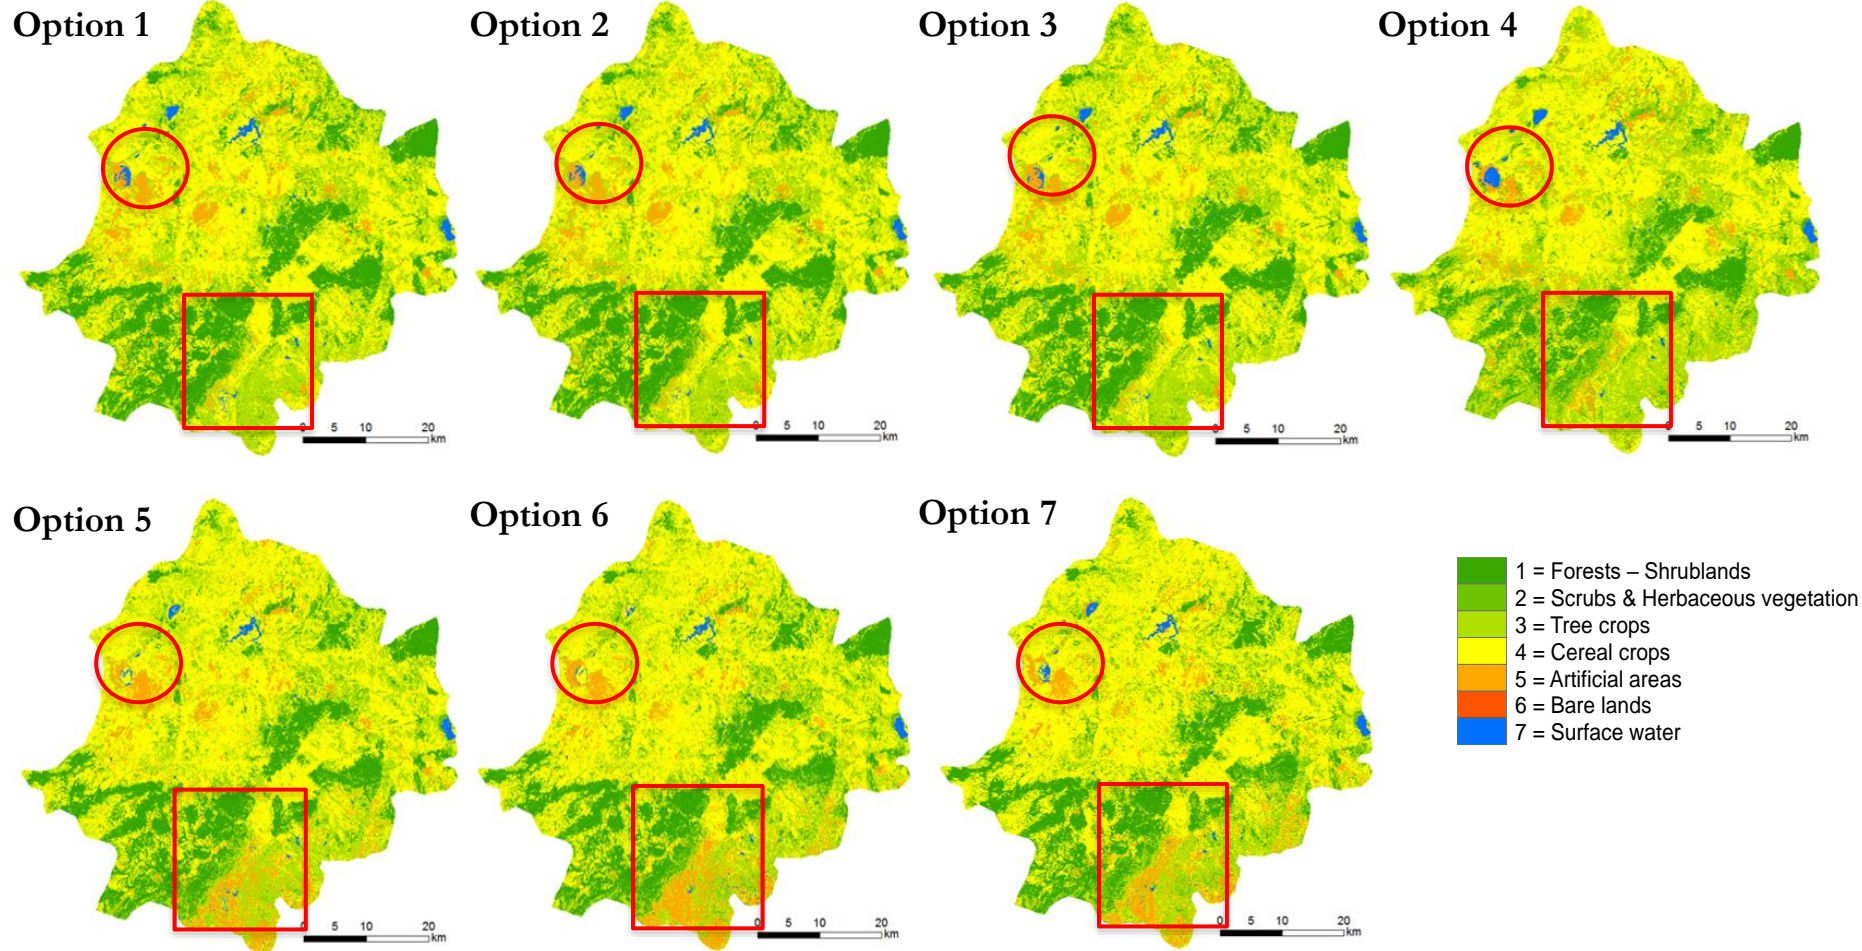 Option 1
Option 2
Option 3
Option 4
0 5 10 20 km
0 5 10 20 km
0 5 10 20 km
0 5 10 20 km
Option 5
Option 6
Option 7
1 = Forests – Shrublands
2 = Scrubs & Herbaceous vegetation
3 = Tree crops
4 = Cereal crops
5 = Artificial areas
6 = Bare lands
7 = Surface water
0 5 10 20 km
0 5 10 20 km
0 5 10 20 km